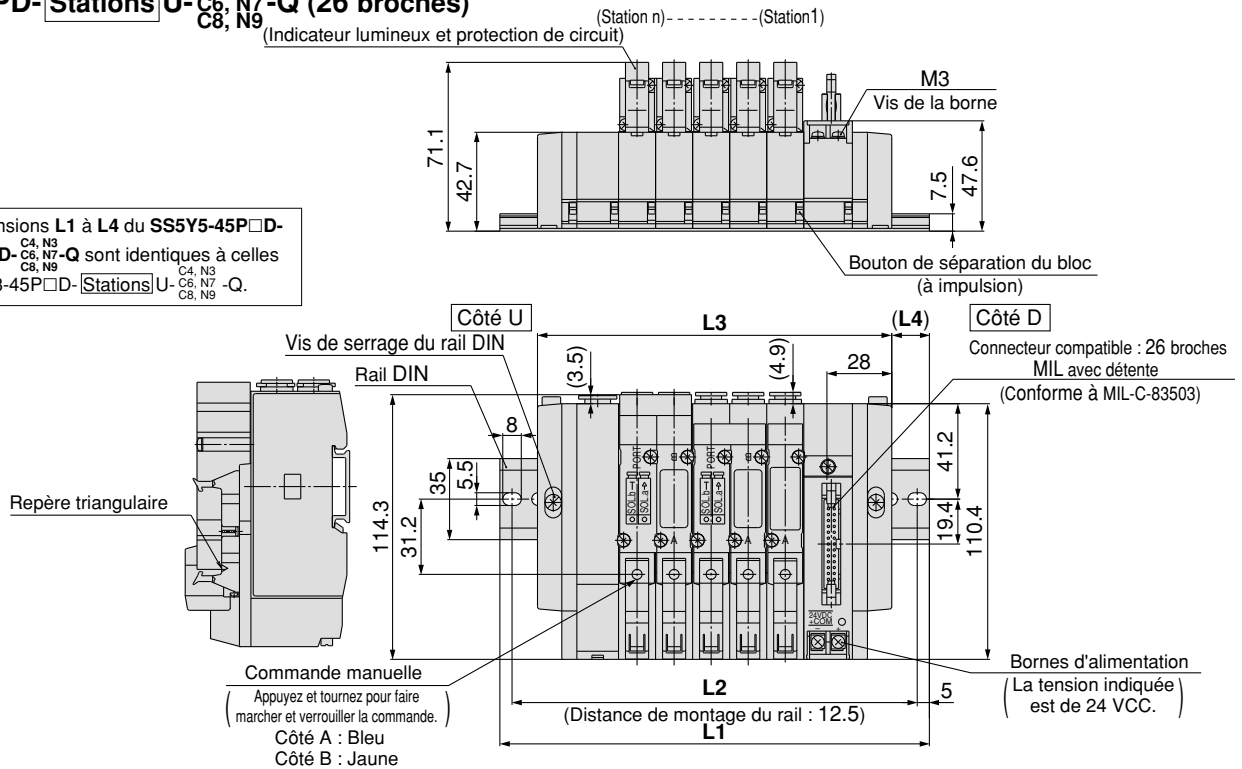 PD- Stations U- C6, N7 -Q (26 broches)
C8, N9
(Station n)- - - - - - - - -(Station1)
(Indicateur lumineux et protection de circuit)
M3
Vis de la borne
71.1
42.7
7.5
47.6
nsions L1 à L4 du SS5Y5-45P□D-
C4, N3
D- C6, N7 -Q sont identiques à celles
C8, N9
-45P□D- Stations U- C4, N3
C6, N7 -Q.
C8, N9
Bouton de séparation du bloc
(à impulsion)
Côté U
L3
(L4)
Côté D
Vis de serrage du rail DIN
(3.5)
(4.9)
28
Connecteur compatible : 26 broches
MIL avec détente
(Conforme à MIL-C-83503)
Rail DIN
8
35
5.5
114.3
31.2
41.2
19.4
110.4
Repère triangulaire
PORT
B
PORT
B
SOLb
SOLa
SOLb
SOLa
A
A
24VDC
+COM
- +
Commande manuelle
(Appuyez et tournez pour faire
marcher et verrouiller la commande.)
Côté A : Bleu
Côté B : Jaune
L2
5
(Distance de montage du rail : 12.5)
L1
Bornes d'alimentation
(La tension indiquée
est de 24 VCC.)